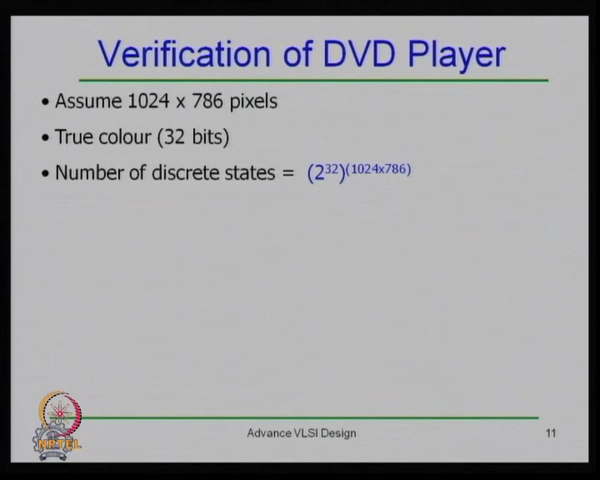 Verification of DVD Player
• Assume 1024 x 786 pixels
• True colour (32 bits)
• Number of discrete states = (2³²)⁽¹⁰²⁴ˣ⁷⁸⁶⁾
NPTEL
Advance VLSI Design
11